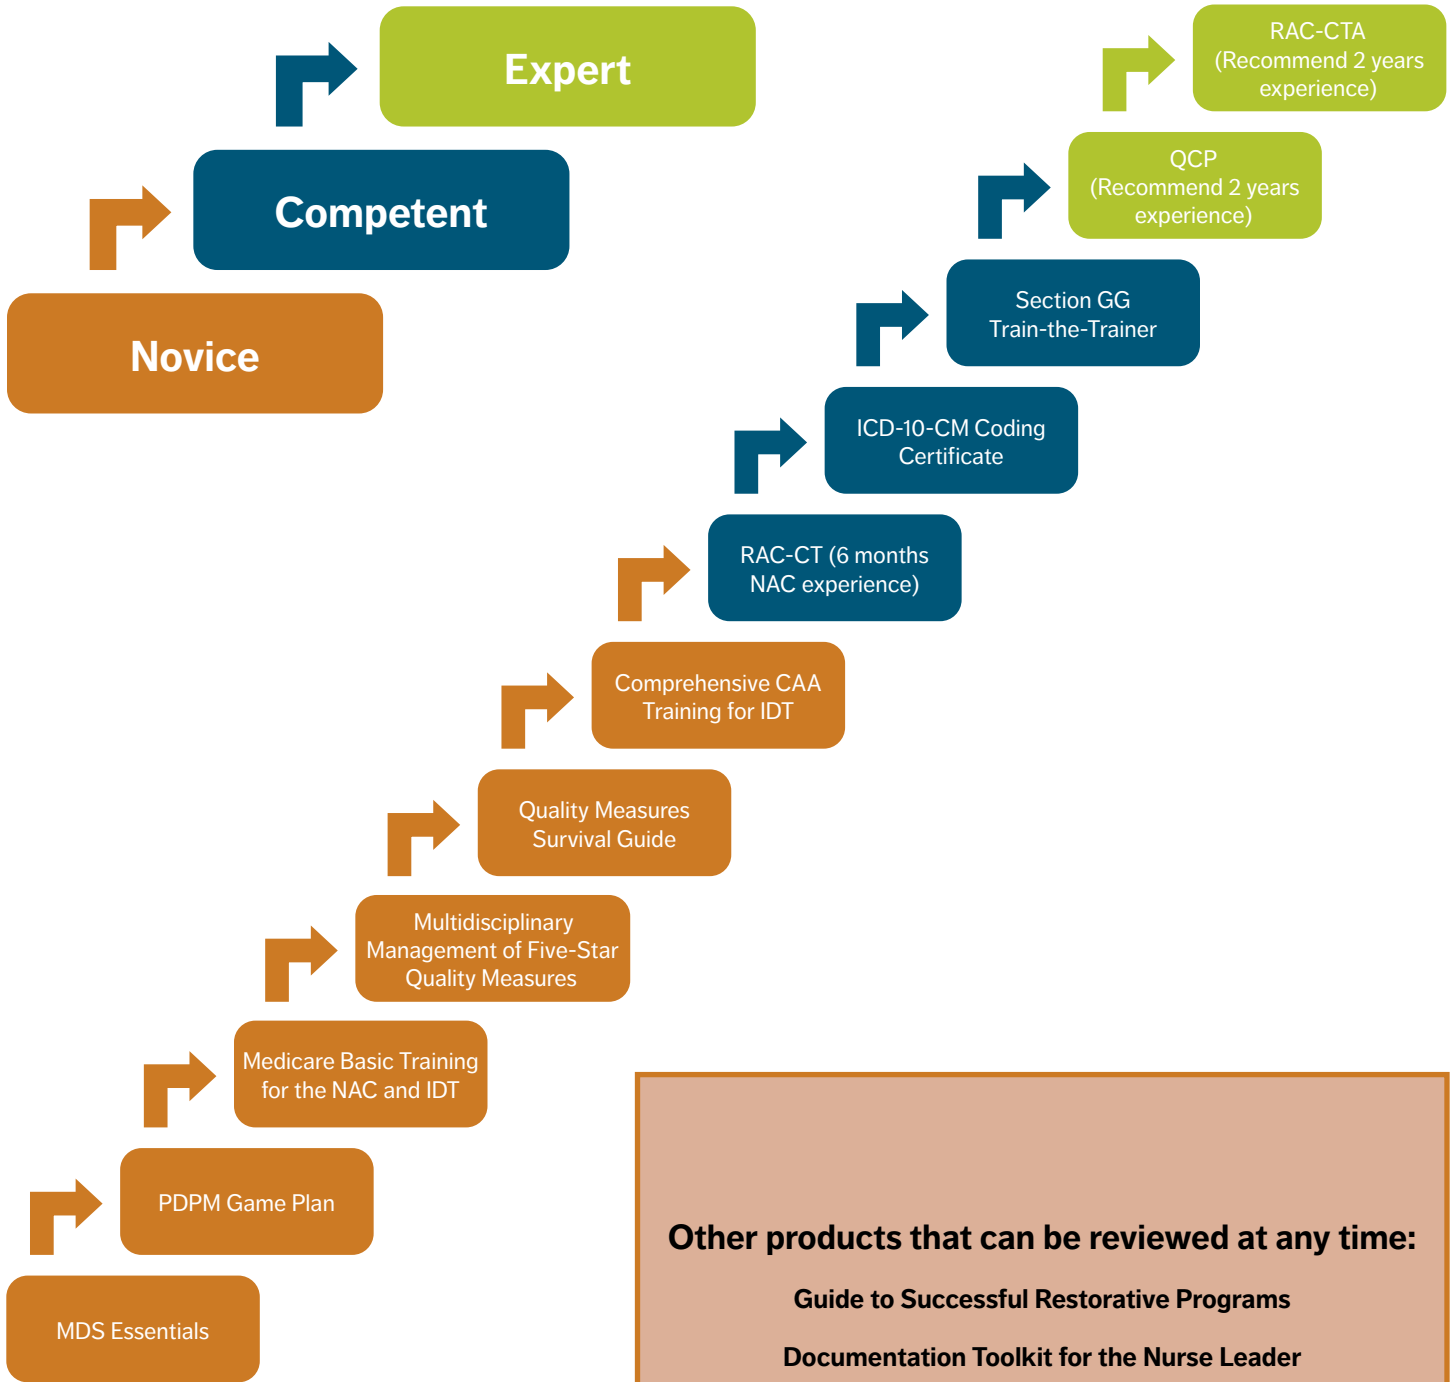 Expert
Competent
Novice
RAC-CTA
(Recommend 2 years
experience)
QCP
(Recommend 2 years
experience)
Section GG
Train-the-Trainer
ICD-10-CM Coding
Certificate
RAC-CT (6 months
NAC experience)
Comprehensive CAA
Training for IDT
Quality Measures
Survival Guide
Multidisciplinary
Management of Five-Star
Quality Measures
Medicare Basic Training
for the NAC and IDT
PDPM Game Plan
MDS Essentials
Other products that can be reviewed at any time:
Guide to Successful Restorative Programs
Documentation Toolkit for the Nurse Leader